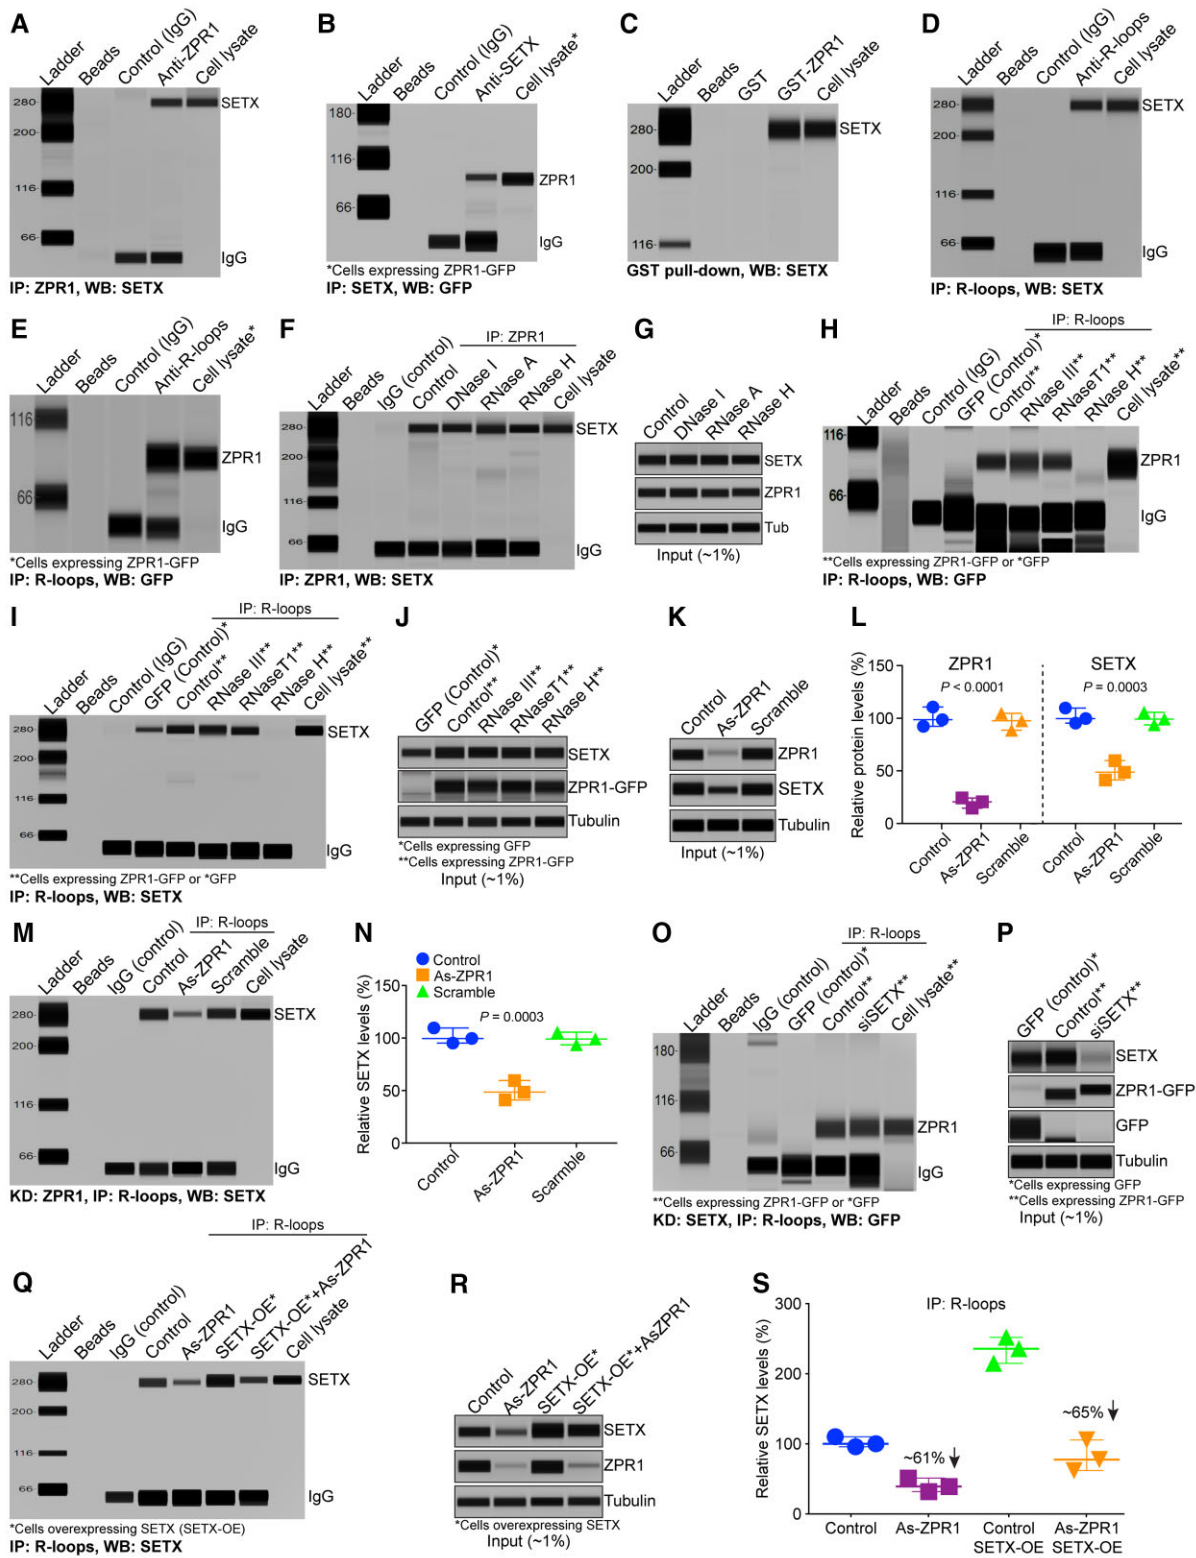 A
Ladder
Beads
Control (IgG)
Anti-ZPR1
Cell lysate
280-
200-
116-
66-
SETX
IgG
IP: ZPR1, WB: SETX
B
Ladder
Beads
Control (IgG)
Anti-SETX
Cell lysate*
180-
116-
66-
ZPR1
IgG
*Cells expressing ZPR1-GFP
IP: SETX, WB: GFP
C
Ladder
Beads
GST
GST-ZPR1
Cell lysate
280-
200-
116-
SETX
GST pull-down, WB: SETX
D
Ladder
Beads
Control (IgG)
Anti-R-loops
Cell lysate
280-
200-
116-
66-
SETX
IgG
IP: R-loops, WB: SETX
E
Ladder
Beads
Control (IgG)
Anti-R-loops
Cell lysate*
116
66
ZPR1
IgG
*Cells expressing ZPR1-GFP
IP: R-loops, WB: GFP
F
IP: ZPR1
Ladder
Beads
IgG (control)
Control
DNase I
RNase A
RNase H
Cell lysate
280-
200-
116-
66-
SETX
IgG
IP: ZPR1, WB: SETX
G
Control
DNase I
RNase A
RNase H
SETX
ZPR1
Tub
Input (~1%)
H
IP: R-loops
Ladder
Beads
Control (IgG)
GFP (Control)*
Control**
RNase III**
RNaseT1**
RNase H**
Cell lysate**
116-
66-
ZPR1
IgG
**Cells expressing ZPR1-GFP or *GFP
IP: R-loops, WB: GFP
I
IP: R-loops
Ladder
Beads
Control (IgG)
GFP (Control)*
Control**
RNase III**
RNaseT1**
RNase H**
Cell lysate**
280-
200-
116-
66-
SETX
IgG
**Cells expressing ZPR1-GFP or *GFP
IP: R-loops, WB: SETX
J
GFP (Control)*
Control**
RNase III**
RNaseT1**
RNase H**
SETX
ZPR1-GFP
Tubulin
*Cells expressing GFP
**Cells expressing ZPR1-GFP
Input (~1%)
K
Control
As-ZPR1
Scramble
ZPR1
SETX
Tubulin
Input (~1%)
L
Relative protein levels (%)
150
100
50
0
ZPR1
P < 0.0001
SETX
P = 0.0003
Control
As-ZPR1
Scramble
Control
As-ZPR1
Scramble
M
IP: R-loops
Ladder
Beads
IgG (control)
Control
As-ZPR1
Scramble
Cell lysate
280-
200-
116-
66-
SETX
IgG
KD: ZPR1, IP: R-loops, WB: SETX
N
Control
As-ZPR1
Scramble
Relative SETX levels (%)
150
100
50
0
P = 0.0003
Control
As-ZPR1
Scramble
O
IP: R-loops
Ladder
Beads
IgG (control)
GFP (control)*
Control**
siSETX**
Cell lysate**
180-
116-
66-
ZPR1
IgG
**Cells expressing ZPR1-GFP or *GFP
KD: SETX, IP: R-loops, WB: GFP
P
GFP (control)*
Control**
siSETX**
SETX
ZPR1-GFP
GFP
Tubulin
*Cells expressing GFP
**Cells expressing ZPR1-GFP
Input (~1%)
Q
IP: R-loops
Ladder
Beads
IgG (control)
Control
As-ZPR1
SETX-OE*
SETX-OE*+As-ZPR1
Cell lysate
280-
200-
116-
66-
SETX
IgG
*Cells overexpressing SETX (SETX-OE)
IP: R-loops, WB: SETX
R
Control
As-ZPR1
SETX-OE*
SETX-OE*+AsZPR1
SETX
ZPR1
Tubulin
*Cells overexpressing SETX
Input (~1%)
S
IP: R-loops
Relative SETX levels (%)
300
200
100
0
~61%
~65%
Control
As-ZPR1
Control
SETX-OE
As-ZPR1
SETX-OE